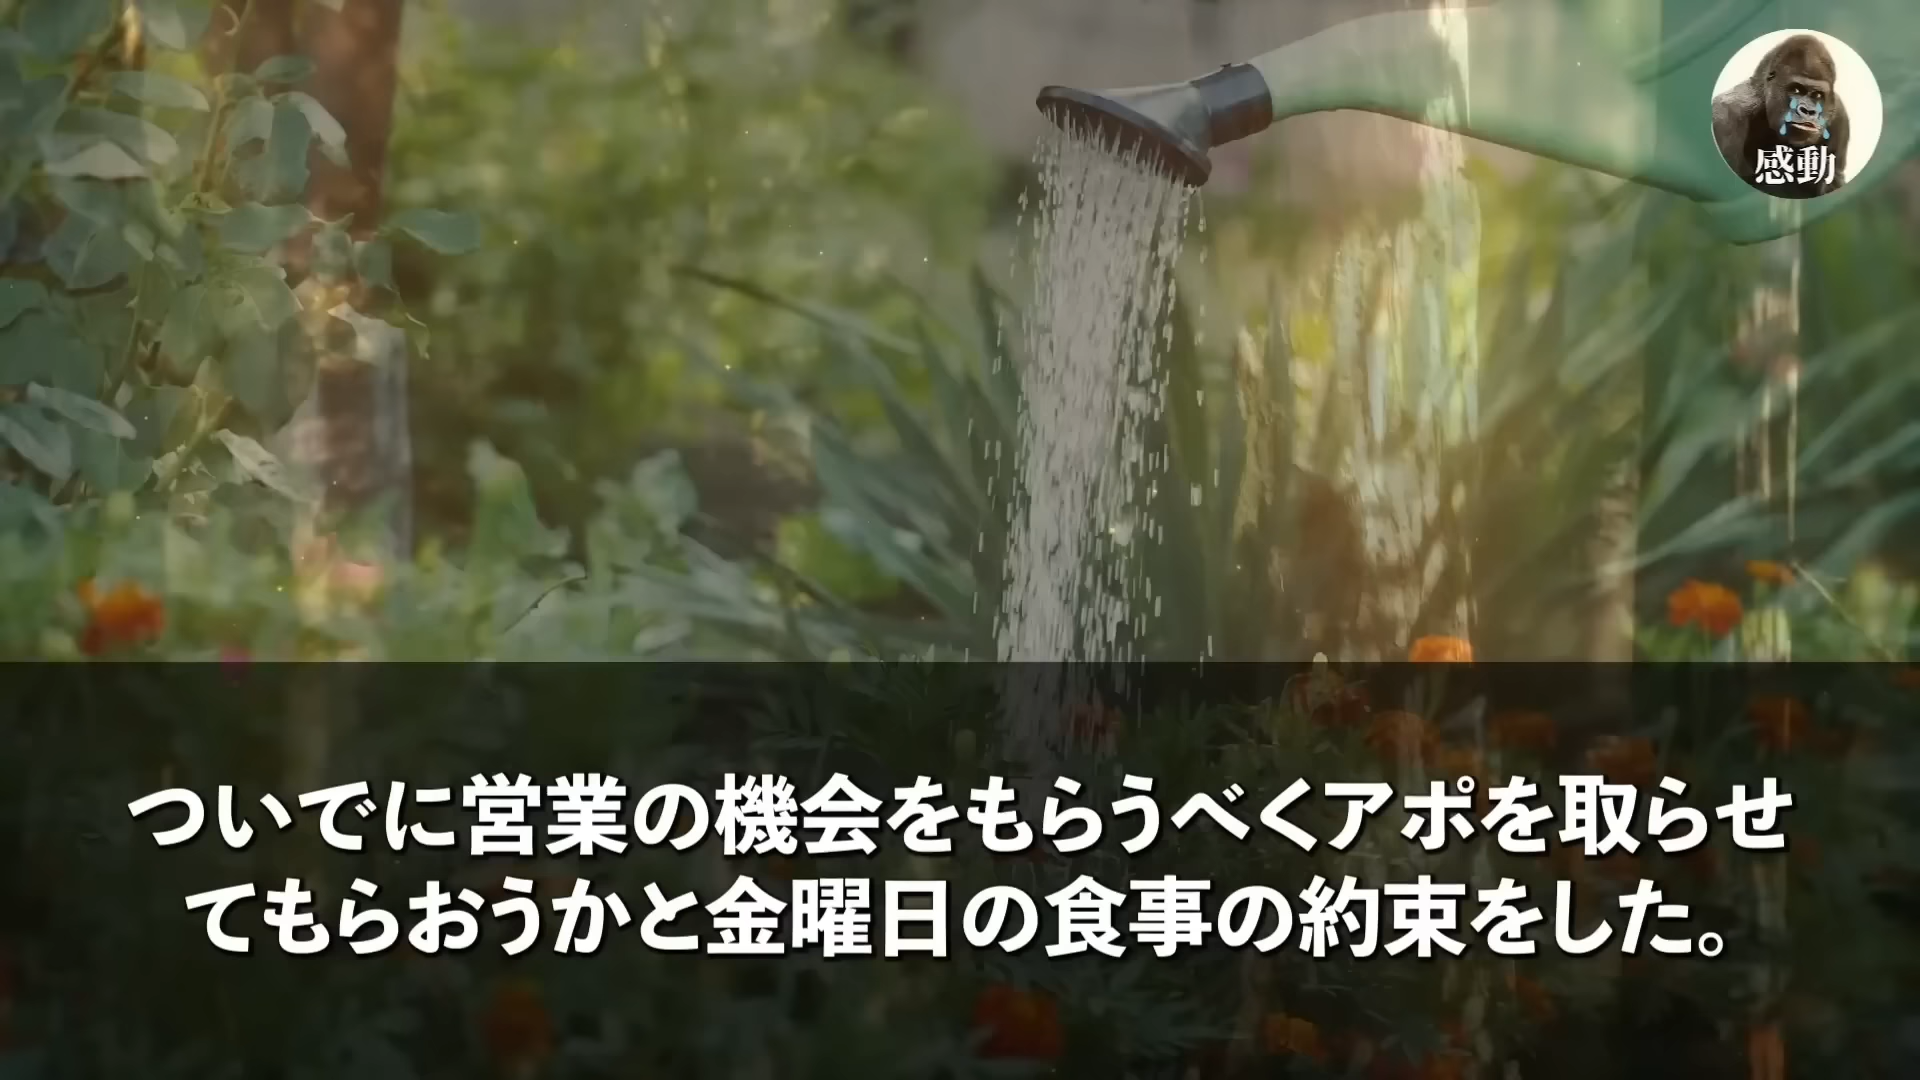 感動
ついでに営業の機会をもらうべくアポを取らせ
てもらおうかと金曜日の食事の約束をした。